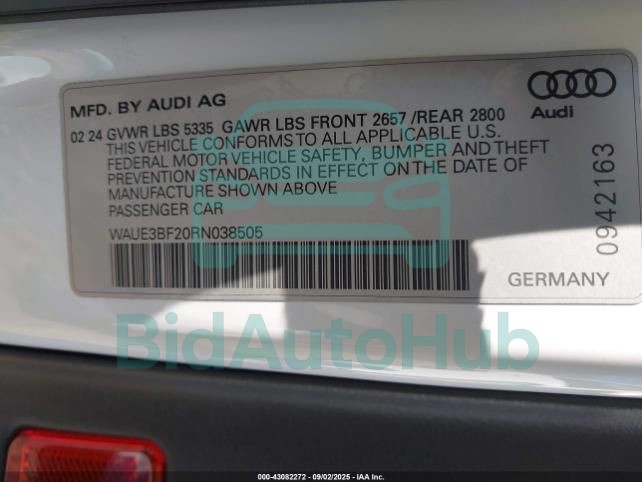 MFD. BY AUDI AG
02 24 GVWR LBS 5335 GAWR LBS FRONT 2657 /REAR 2800
THIS VEHICLE CONFORMS TO ALL APPLICABLE U.S.
FEDERAL MOTOR VEHICLE SAFETY, BUMPER AND THEFT
PREVENTION STANDARDS IN EFFECT ON THE DATE OF
MANUFACTURE SHOWN ABOVE
PASSENGER CAR
WAUE3BF20RN038505
Audi
0942163
GERMANY
BidAutoHub
000-43082272 - 09/02/2025 - IAA Inc.